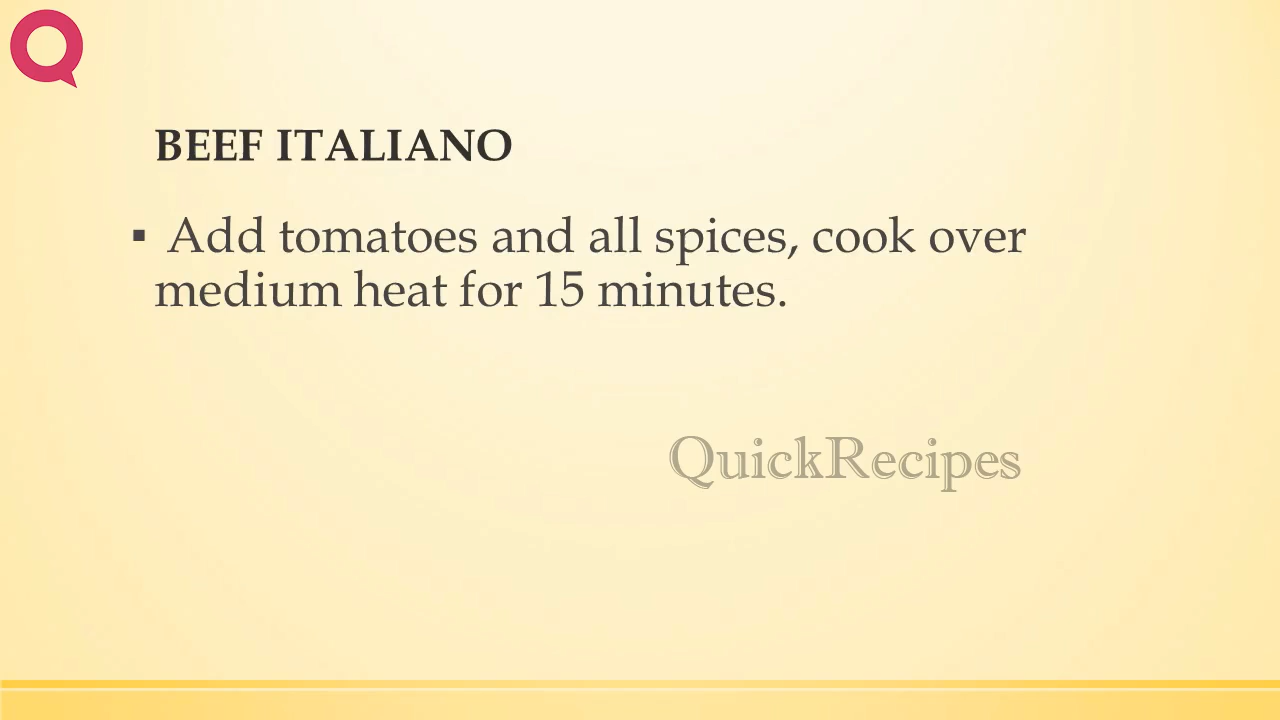 BEEF ITALIANO
▪ Add tomatoes and all spices, cook over
medium heat for 15 minutes.
QuickRecipes